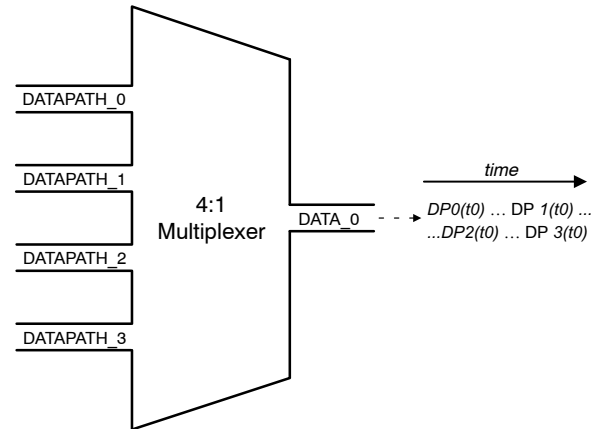 DATAPATH_0
DATAPATH_1
DATAPATH_2
DATAPATH_3
4:1
Multiplexer
DATA_0
time
DP0(t0) ... DP 1(t0) ...
...DP2(t0) ... DP 3(t0)